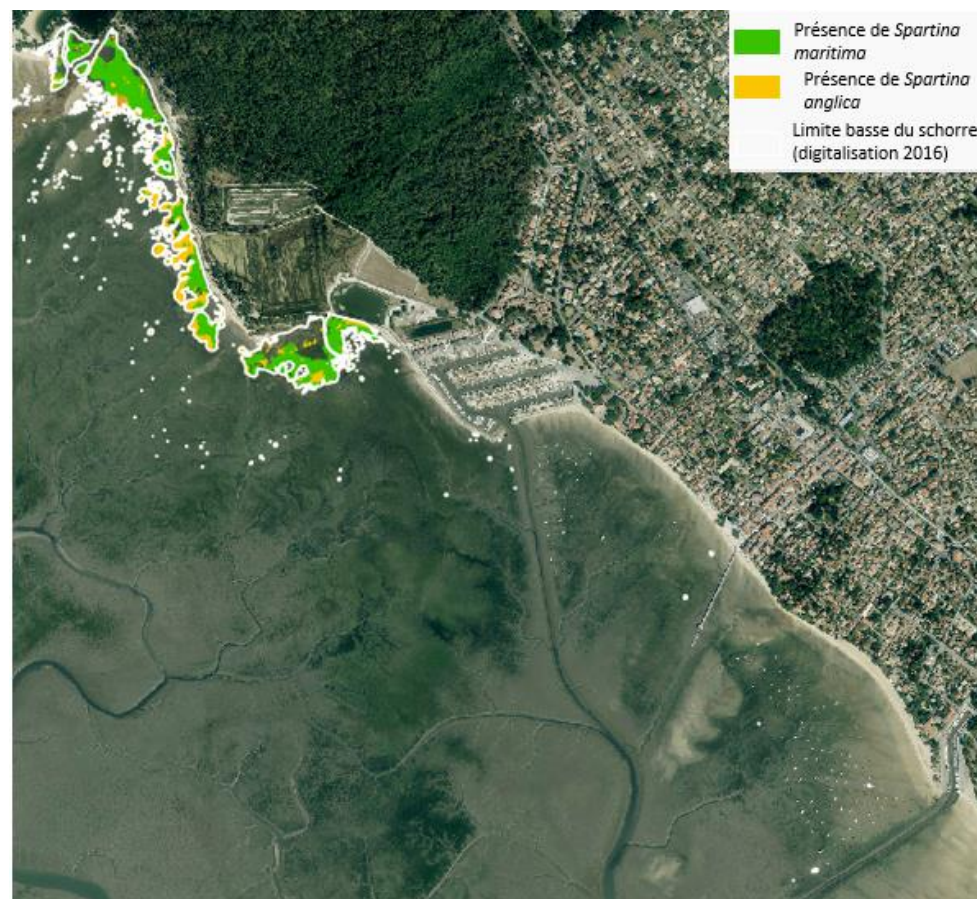 Présence de Spartina
maritima
Présence de Spartina
anglica
Limite basse du schorre
(digitalisation 2016)